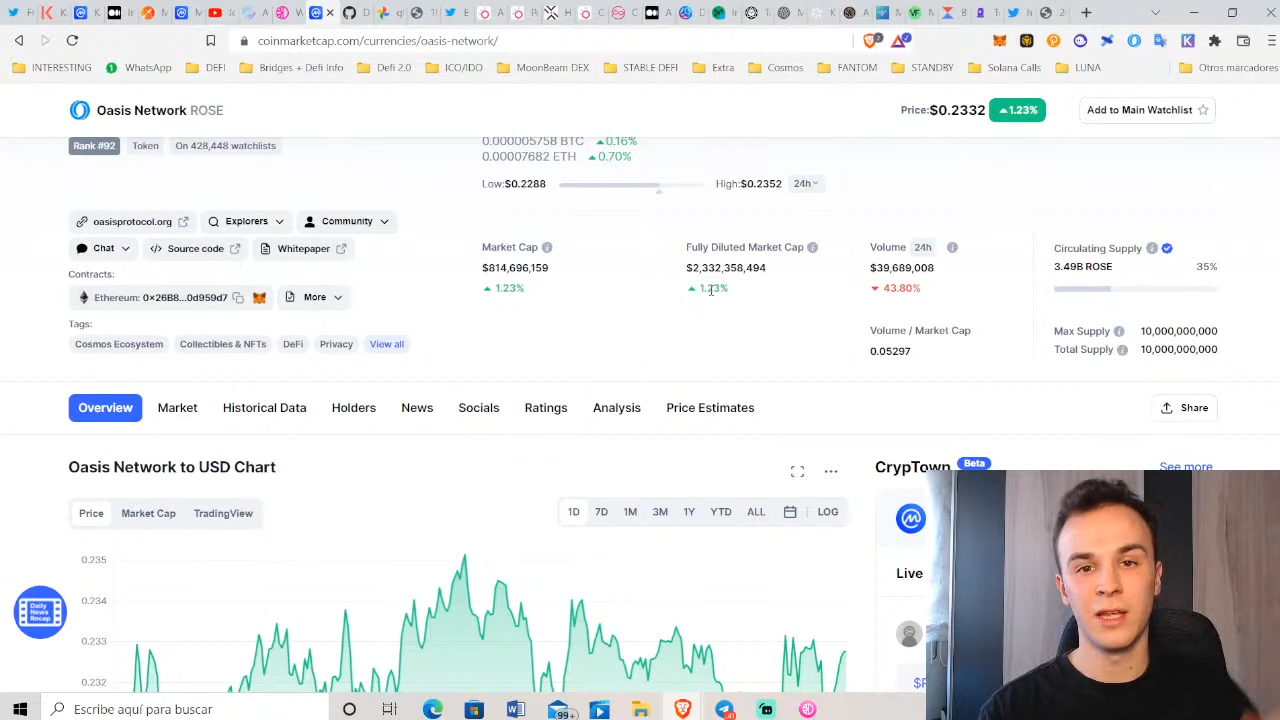 coinmarketcap.com/currencies/oasis-network/
2
INTERESTING
WhatsApp
DEFI
Bridges + Defi info
Defi 2.0
ICO/IDO
MoonBeam DEX
STABLE DEFI
Extra
Cosmos
FANTOM
STANDBY
Solana Calls
LUNA
Otros marcadores
Oasis Network ROSE
Price:$0.2332
1.23%
Add to Main Watchlist
Rank #92
Token
On 428,448 watchlists
0.000005758 BTC
0.16%
0.00007682 ETH
0.70%
Low:$0.2288
High:$0.2352
24h
oasisprotocol.org
Explorers
Community
Chat
Source code
Whitepaper
Contracts:
Ethereum: 0x26B8...0d959d7
More
Tags:
Cosmos Ecosystem
Collectibles & NFTs
DeFi
Privacy
View all
Market Cap
$814,696,159
1.23%
Fully Diluted Market Cap
$2,332,358,494
1.23%
Volume
24h
$39,689,008
43.80%
Volume / Market Cap
0.05297
Circulating Supply
3.49B ROSE
35%
Max Supply
10,000,000,000
Total Supply
10,000,000,000
Overview
Market
Historical Data
Holders
News
Socials
Ratings
Analysis
Price Estimates
Share
Oasis Network to USD Chart
Price
Market Cap
TradingView
1D
7D
1M
3M
1Y
YTD
ALL
LOG
0.235
0.234
0.233
0.232
CrypTown
Beta
See more
Live
Daily
News
Recap
Escribe aquí para buscar
99+